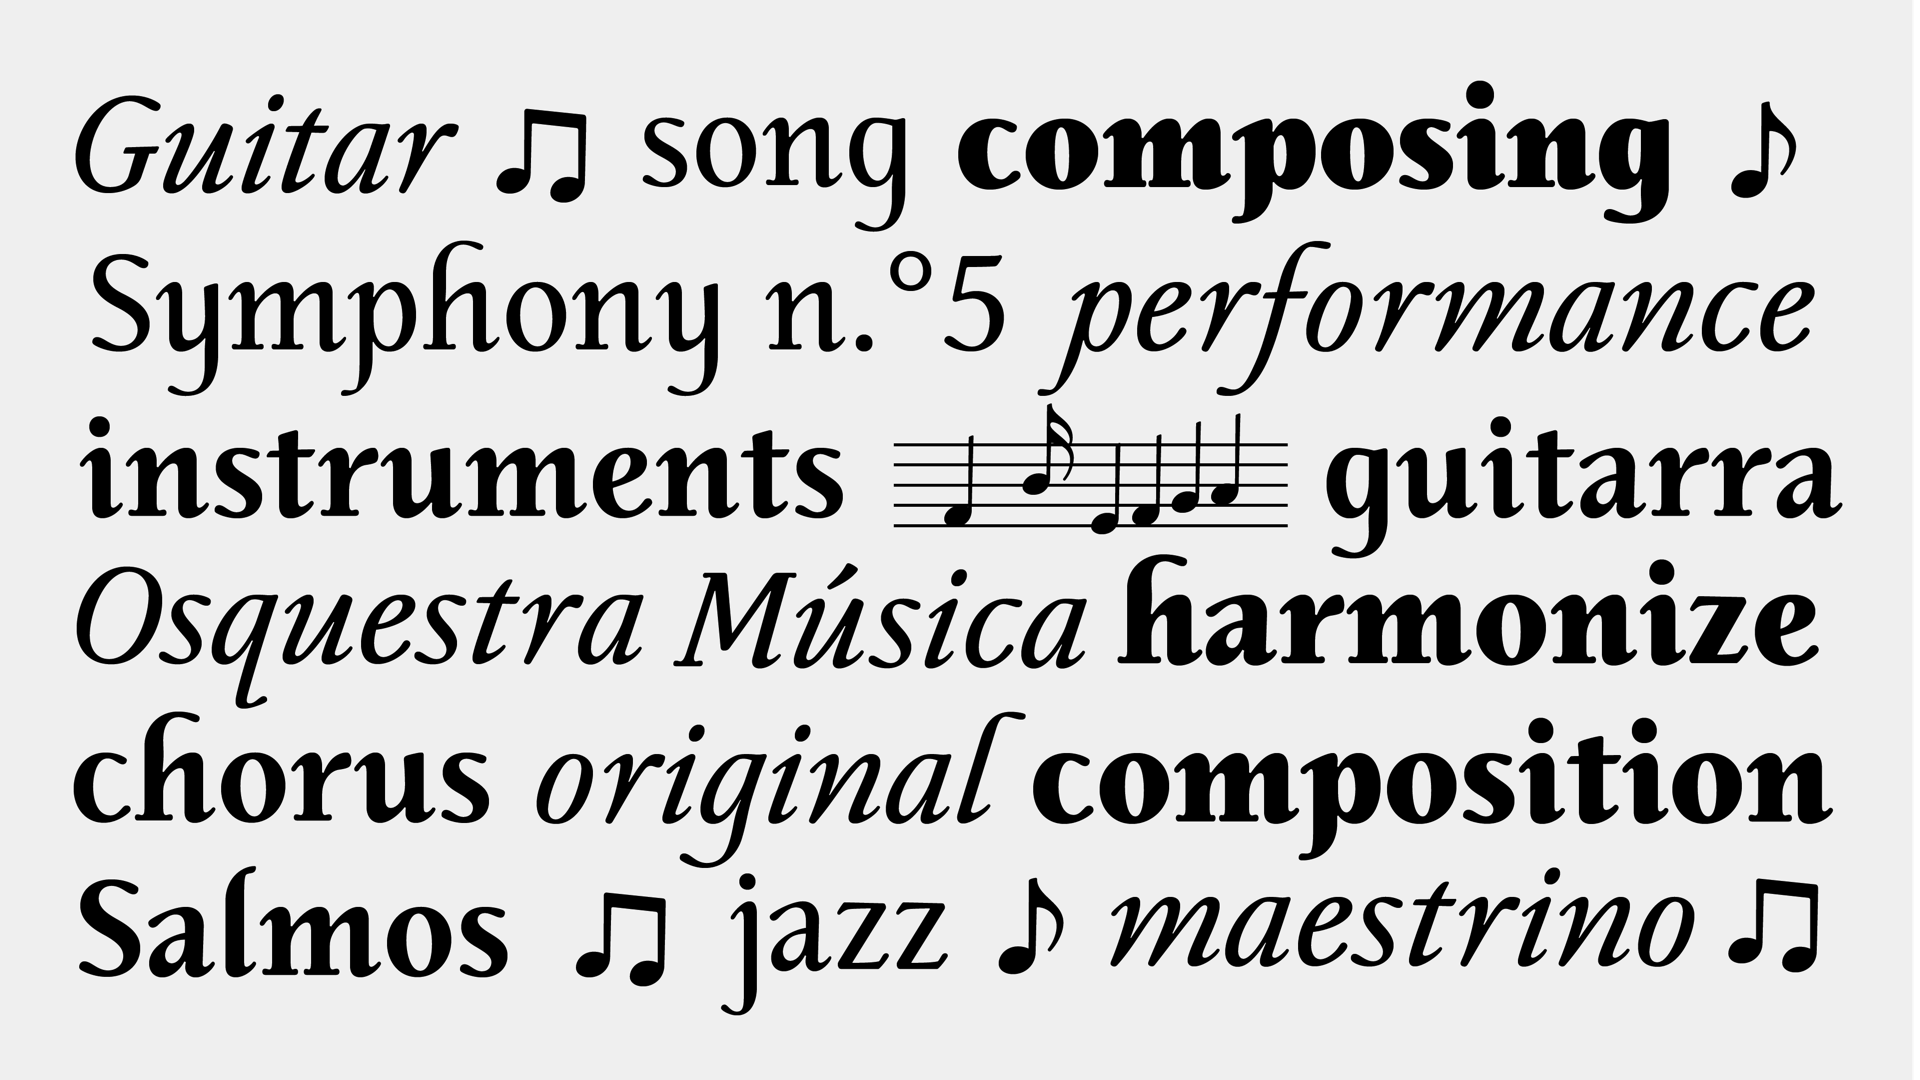 Guitar ♫ song composing ♪
Symphony n.°5 performance
instruments guitarra
Osquestra Música harmonize
chorus original composition
Salmos ♫ jazz ♪ maestrino ♫